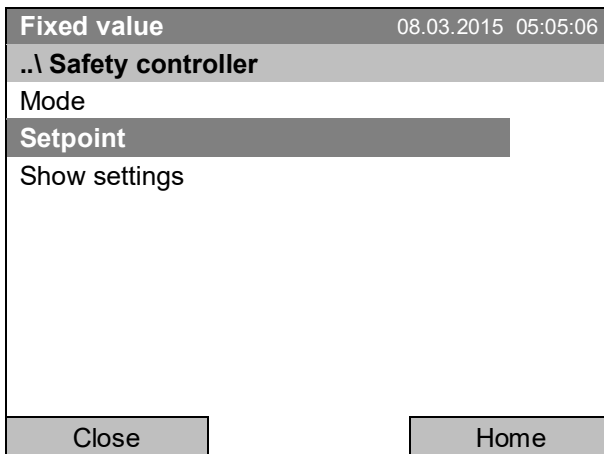 Fixed value 08.03.2015 05:05:06
..\ Safety controller
Mode
Setpoint
Show settings
Close Home